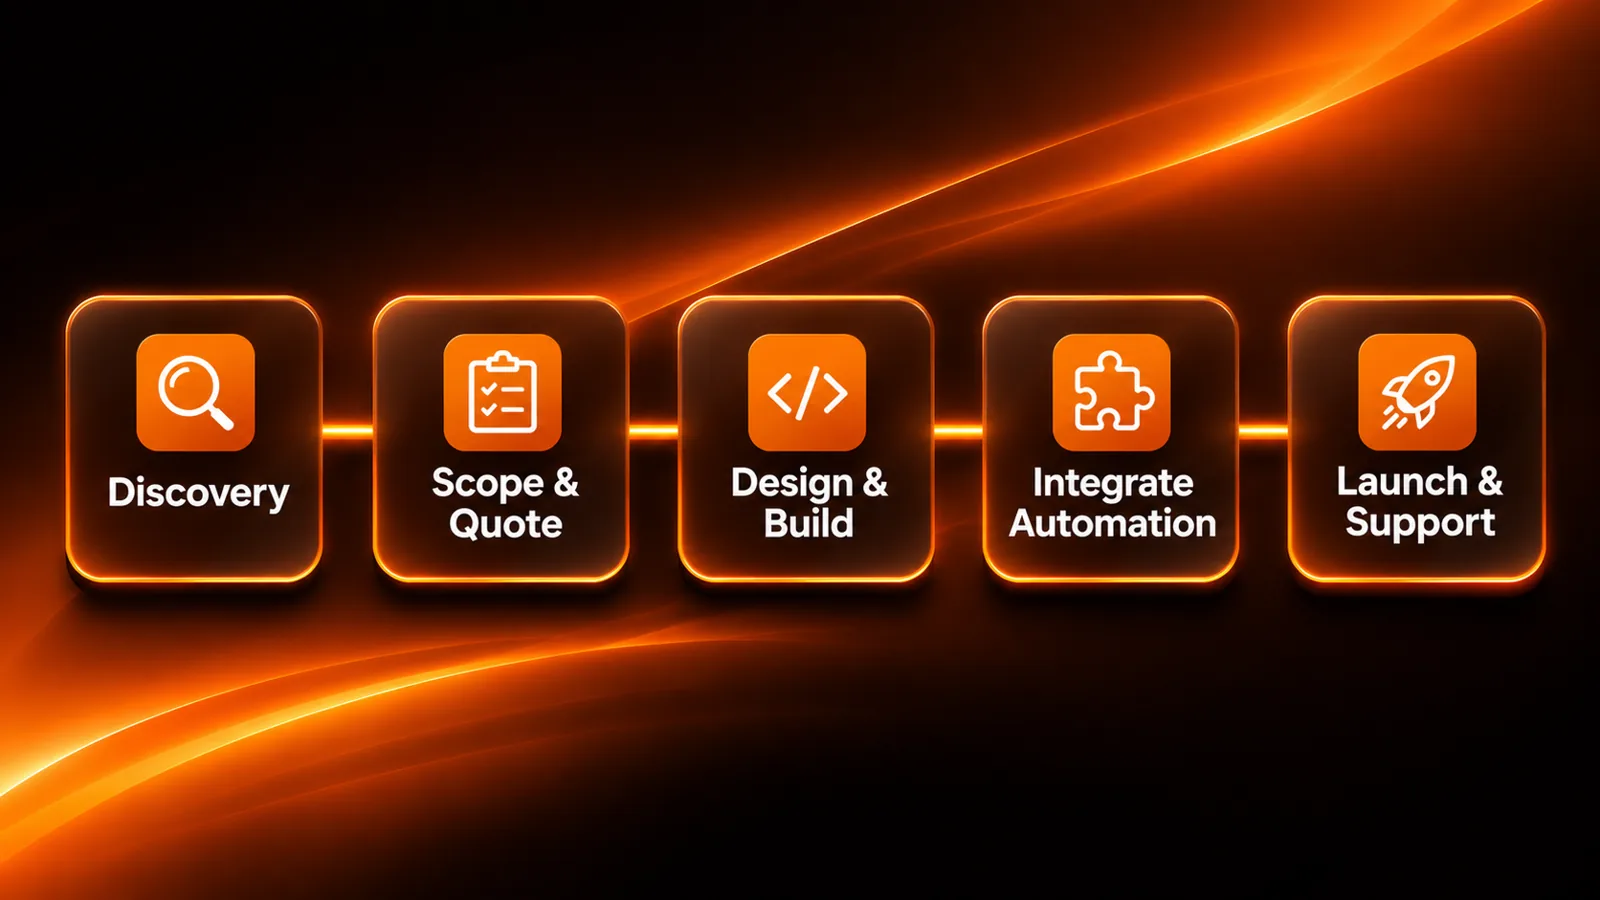 Discovery
Scope &
Quote
</>
Design &
Build
Integrate
Automation
Launch &
Support